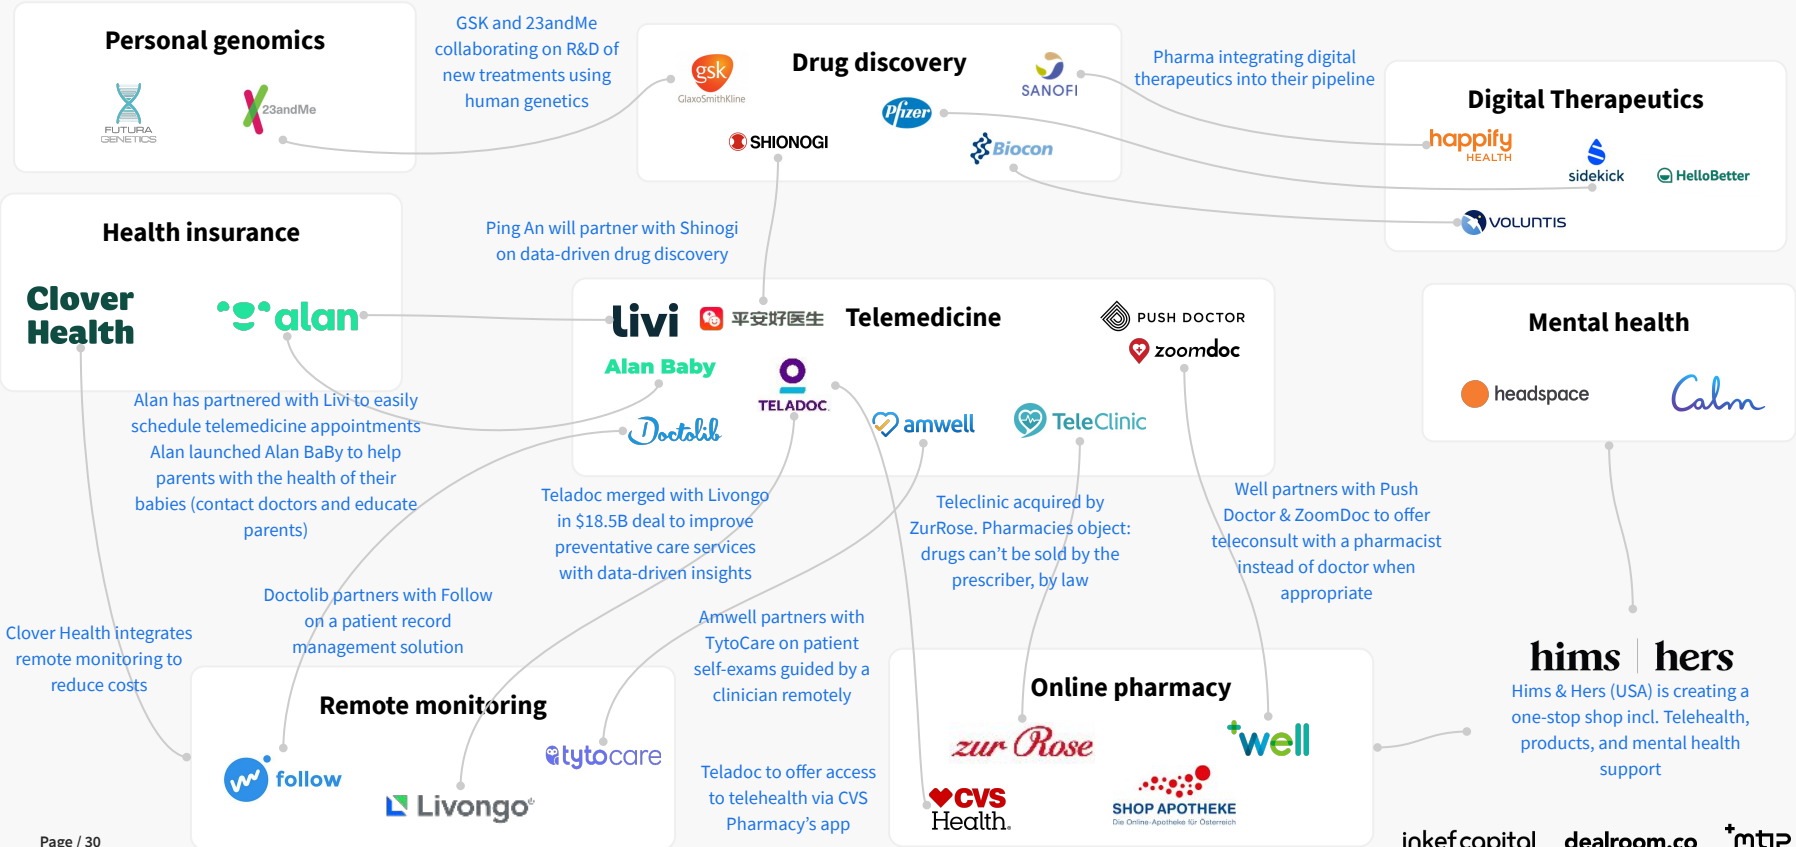 Personal genomics
FUTURA
GENETICS
23andMe
GSK and 23andMe
collaborating on R&D of
new treatments using
human genetics
Drug discovery
gsk
GlaxoSmithKline
SANOFI
Pfizer
SHIONOGI
Biocon
Pharma integrating digital
therapeutics into their pipeline
Digital Therapeutics
happify
HEALTH
sidekick
HelloBetter
VOLUNTIS
Health insurance
Clover
Health
alan
Ping An will partner with Shinogi
on data-driven drug discovery
Telemedicine
Livi
平安好医生
PUSH DOCTOR
zoomdoc
Alan Baby
TELADOC
Doctolib
amwell
TeleClinic
Mental health
headspace
Calm
Alan has partnered with Livi to easily
schedule telemedicine appointments
Alan launched Alan BaBy to help
parents with the health of their
babies (contact doctors and educate
parents)
Teladoc merged with Livongo
in $18.5B deal to improve
preventative care services
with data-driven insights
Teleclinic acquired by
ZurRose. Pharmacies object:
drugs can't be sold by the
prescriber, by law
Well partners with Push
Doctor & ZoomDoc to offer
teleconsult with a pharmacist
instead of doctor when
appropriate
Doctolib partners with Follow
on a patient record
management solution
Clover Health integrates
remote monitoring to
reduce costs
Amwell partners with
TytoCare on patient
self-exams guided by a
clinician remotely
Remote monitoring
follow
Livongo
tytocare
Teladoc to offer access
to telehealth via CVS
Pharmacy's app
Online pharmacy
zur Rose
well
CVS
Health.
SHOP APOTHEKE
Die Online-Apotheke für Österreich
hims | hers
Hims & Hers (USA) is creating a
one-stop shop incl. Telehealth,
products, and mental health
support
Page / 30
inkef capital
dealroom.co
mtip